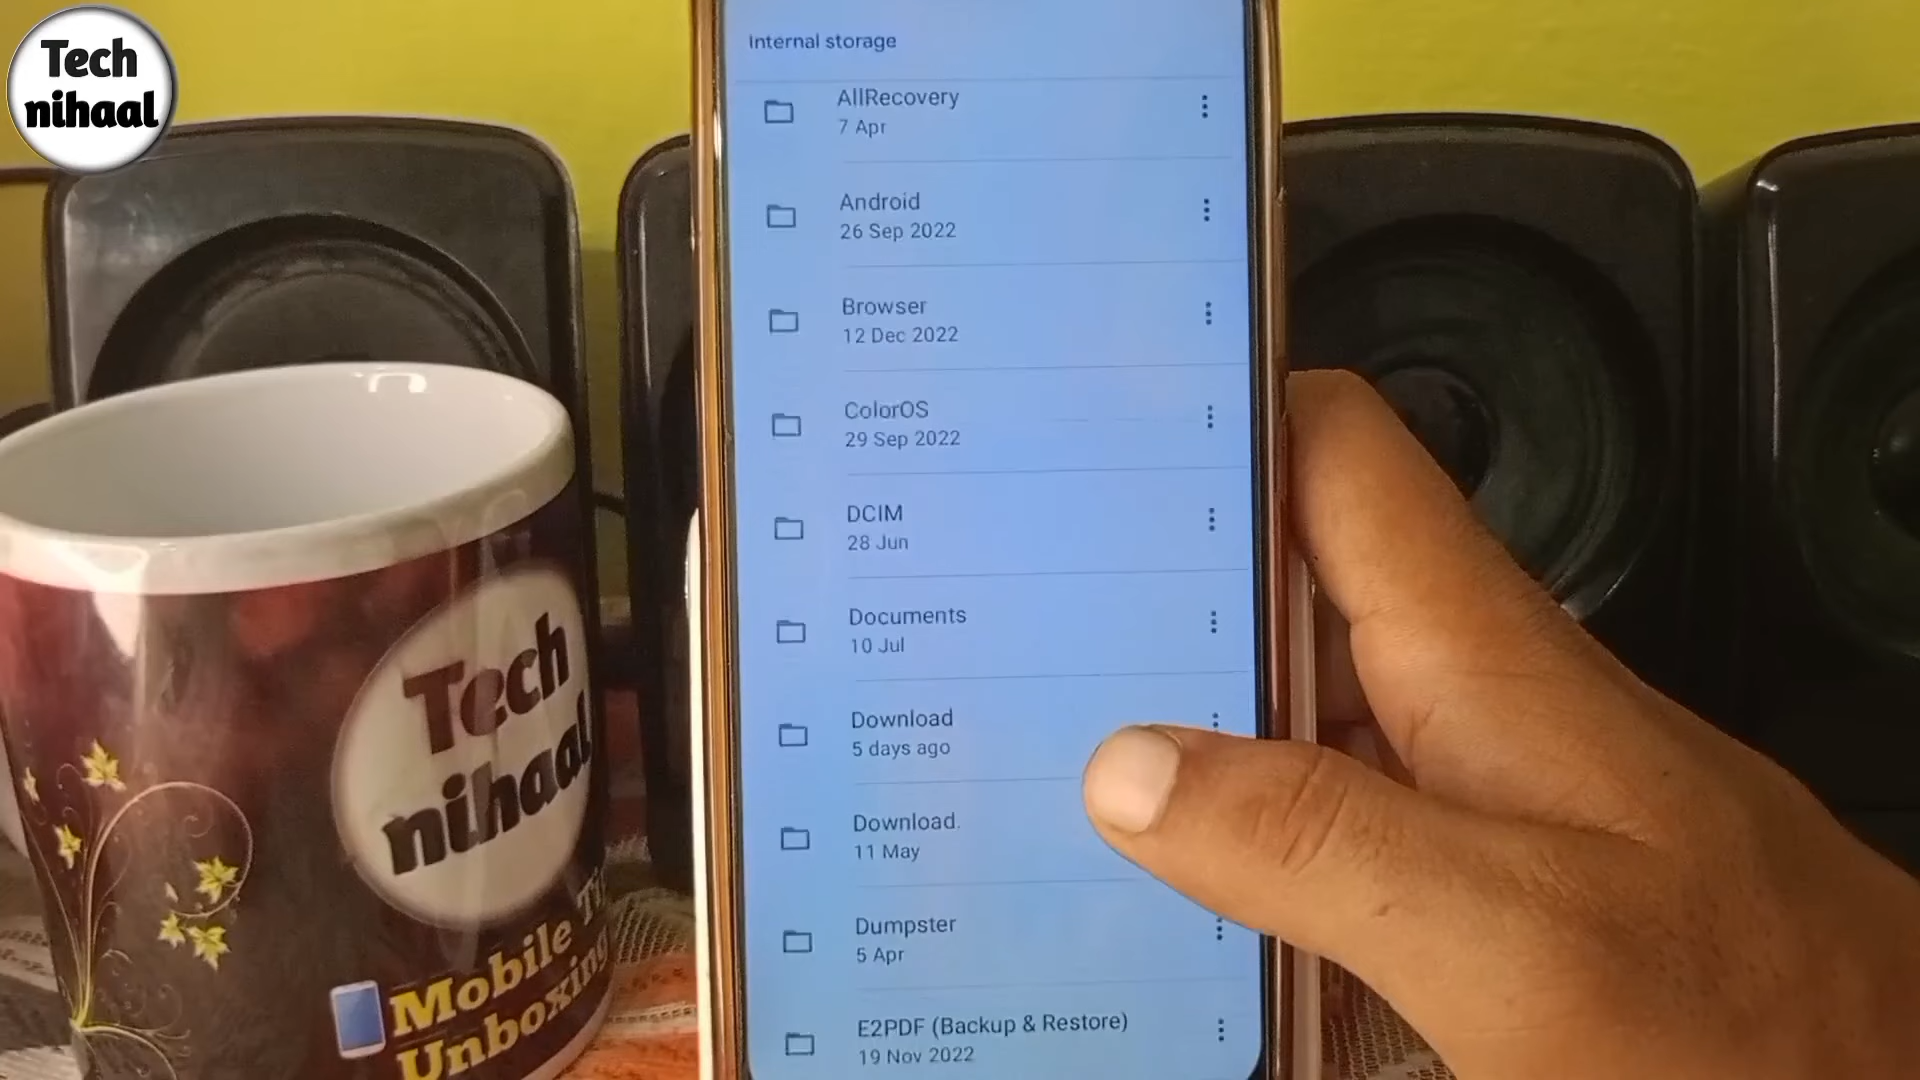 Tech
nihaal
Internal storage
AllRecovery
7 Apr
Android
26 Sep 2022
Browser
12 Dec 2022
ColorOS
29 Sep 2022
DCIM
28 Jun
Documents
10 Jul
Download
5 days ago
Download.
11 May
Dumpster
5 Apr
E2PDF (Backup & Restore)
19 Nov 2022
Tech
nihaal
Mobile
Unboxing